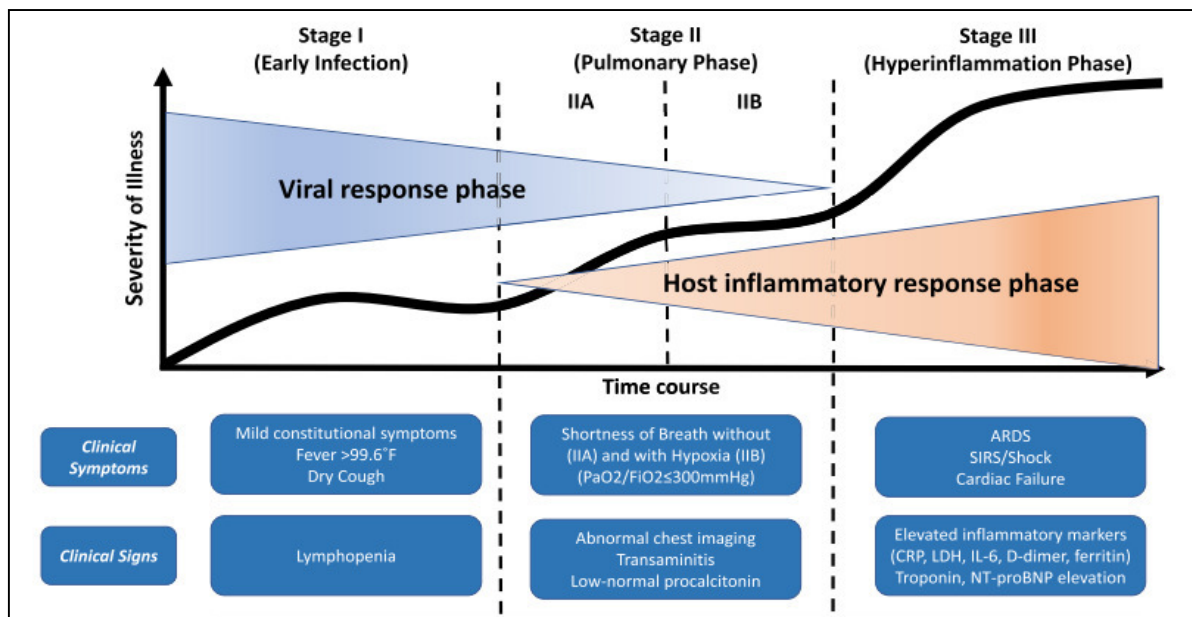 Stage I
(Early Infection)
Stage II
(Pulmonary Phase)
Stage III
(Hyperinflammation Phase)
IIA
IIB
Severity of Illness
Viral response phase
Host inflammatory response phase
Time course
Clinical
Symptoms
Mild constitutional symptoms
Fever >99.6°F
Dry Cough
Shortness of Breath without
(IIA) and with Hypoxia (IIB)
(PaO2/FiO2≤300mmHg)
ARDS
SIRS/Shock
Cardiac Failure
Clinical Signs
Lymphopenia
Abnormal chest imaging
Transaminitis
Low-normal procalcitonin
Elevated inflammatory markers
(CRP, LDH, IL-6, D-dimer, ferritin)
Troponin, NT-proBNP elevation